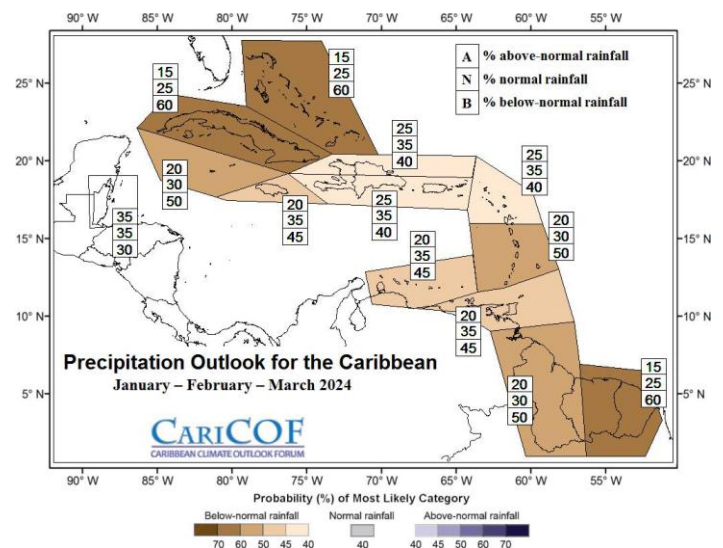 A % above-normal rainfall
N % normal rainfall
B % below-normal rainfall
25° N
20° N
15° N
10° N
5° N
15
25
60
15
25
60
25
35
40
25
35
40
20
30
50
35
35
30
20
35
45
25
35
40
20
30
50
20
35
45
20
35
45
20
30
50
15
25
60
Precipitation Outlook for the Caribbean
January – February – March 2024
CARICOF
CARIBBEAN CLIMATE OUTLOOK FORUM
90° W 85° W 80° W 75° W 70° W 65° W 60° W 55° W
Probability (%) of Most Likely Category
Below-normal rainfall Normal rainfall Above-normal rainfall
70 60 50 45 40 40 40 45 50 60 70